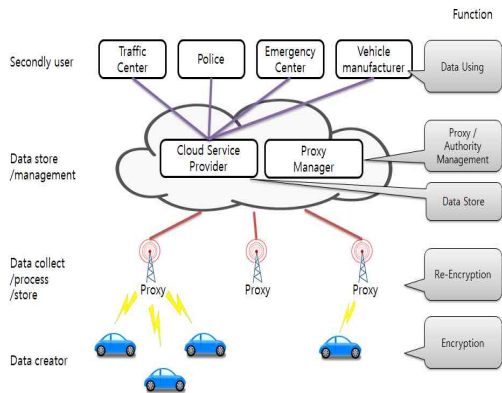 Function
Secondly user
Traffic
Center
Police
Emergency
Center
Vehicle
manufacturer
Data Using
Data store
/management
Cloud Service
Provider
Proxy
Manager
Proxy /
Authority
Management
Data Store
Data collect
/process
/store
Proxy
Proxy
Proxy
Re-Encryption
Data creator
Encryption